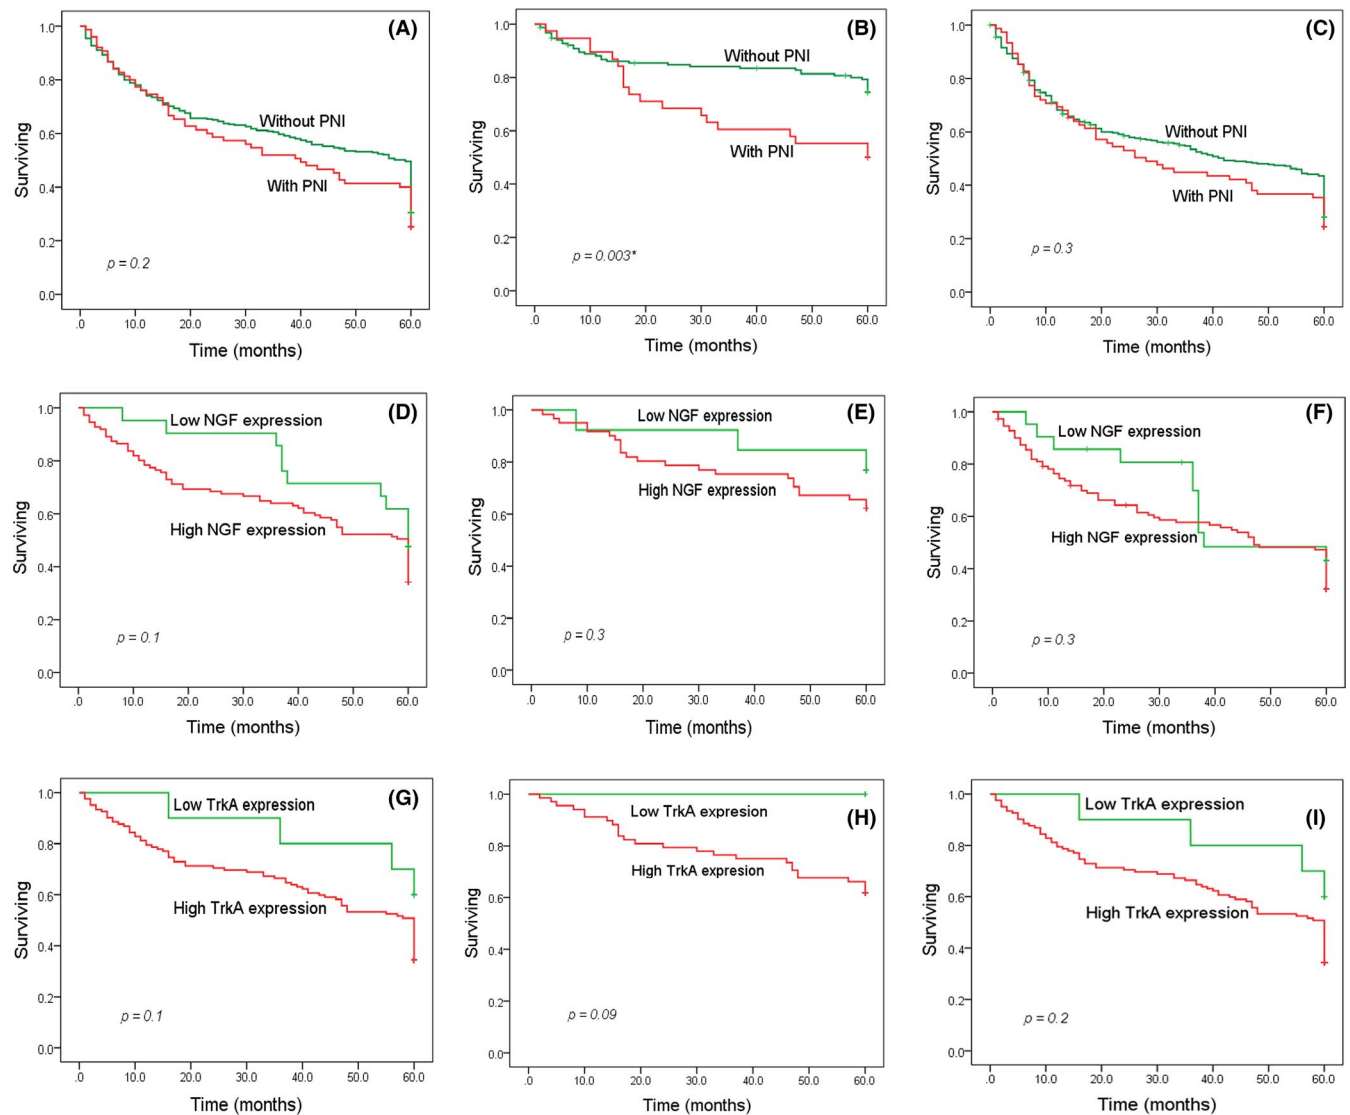 (A)
Surviving
1.0
0.8
0.6
0.4
0.2
0.0
Without PNI
With PNI
p = 0.2
.0 10.0 20.0 30.0 40.0 50.0 60.0
Time (months)
(B)
Surviving
1.0
0.8
0.6
0.4
0.2
0.0
Without PNI
With PNI
p = 0.003*
.0 10.0 20.0 30.0 40.0 50.0 60.0
Time (months)
(C)
Surviving
1.0
0.8
0.6
0.4
0.2
0.0
Without PNI
With PNI
p = 0.3
.0 10.0 20.0 30.0 40.0 50.0 60.0
Time (months)
(D)
Surviving
1.0
0.8
0.6
0.4
0.2
0.0
Low NGF expression
High NGF expression
p = 0.1
.0 10.0 20.0 30.0 40.0 50.0 60.0
Time (months)
(E)
Surviving
1.0
0.8
0.6
0.4
0.2
0.0
Low NGF expression
High NGF expression
p = 0.3
.0 10.0 20.0 30.0 40.0 50.0 60.0
Time (months)
(F)
Surviving
1.0
0.8
0.6
0.4
0.2
0.0
Low NGF expression
High NGF expression
p = 0.3
.0 10.0 20.0 30.0 40.0 50.0 60.0
Time (months)
(G)
Surviving
1.0
0.8
0.6
0.4
0.2
0.0
Low TrkA expression
High TrkA expression
p = 0.1
.0 10.0 20.0 30.0 40.0 50.0 60.0
Time (months)
(H)
Surviving
1.0
0.8
0.6
0.4
0.2
0.0
Low TrkA expression
High TrkA expresion
p = 0.09
.0 10.0 20.0 30.0 40.0 50.0 60.0
Time (months)
(I)
Surviving
1.0
0.8
0.6
0.4
0.2
0.0
Low TrkA expression
High TrkA expression
p = 0.2
.0 10.0 20.0 30.0 40.0 50.0 60.0
Time (months)